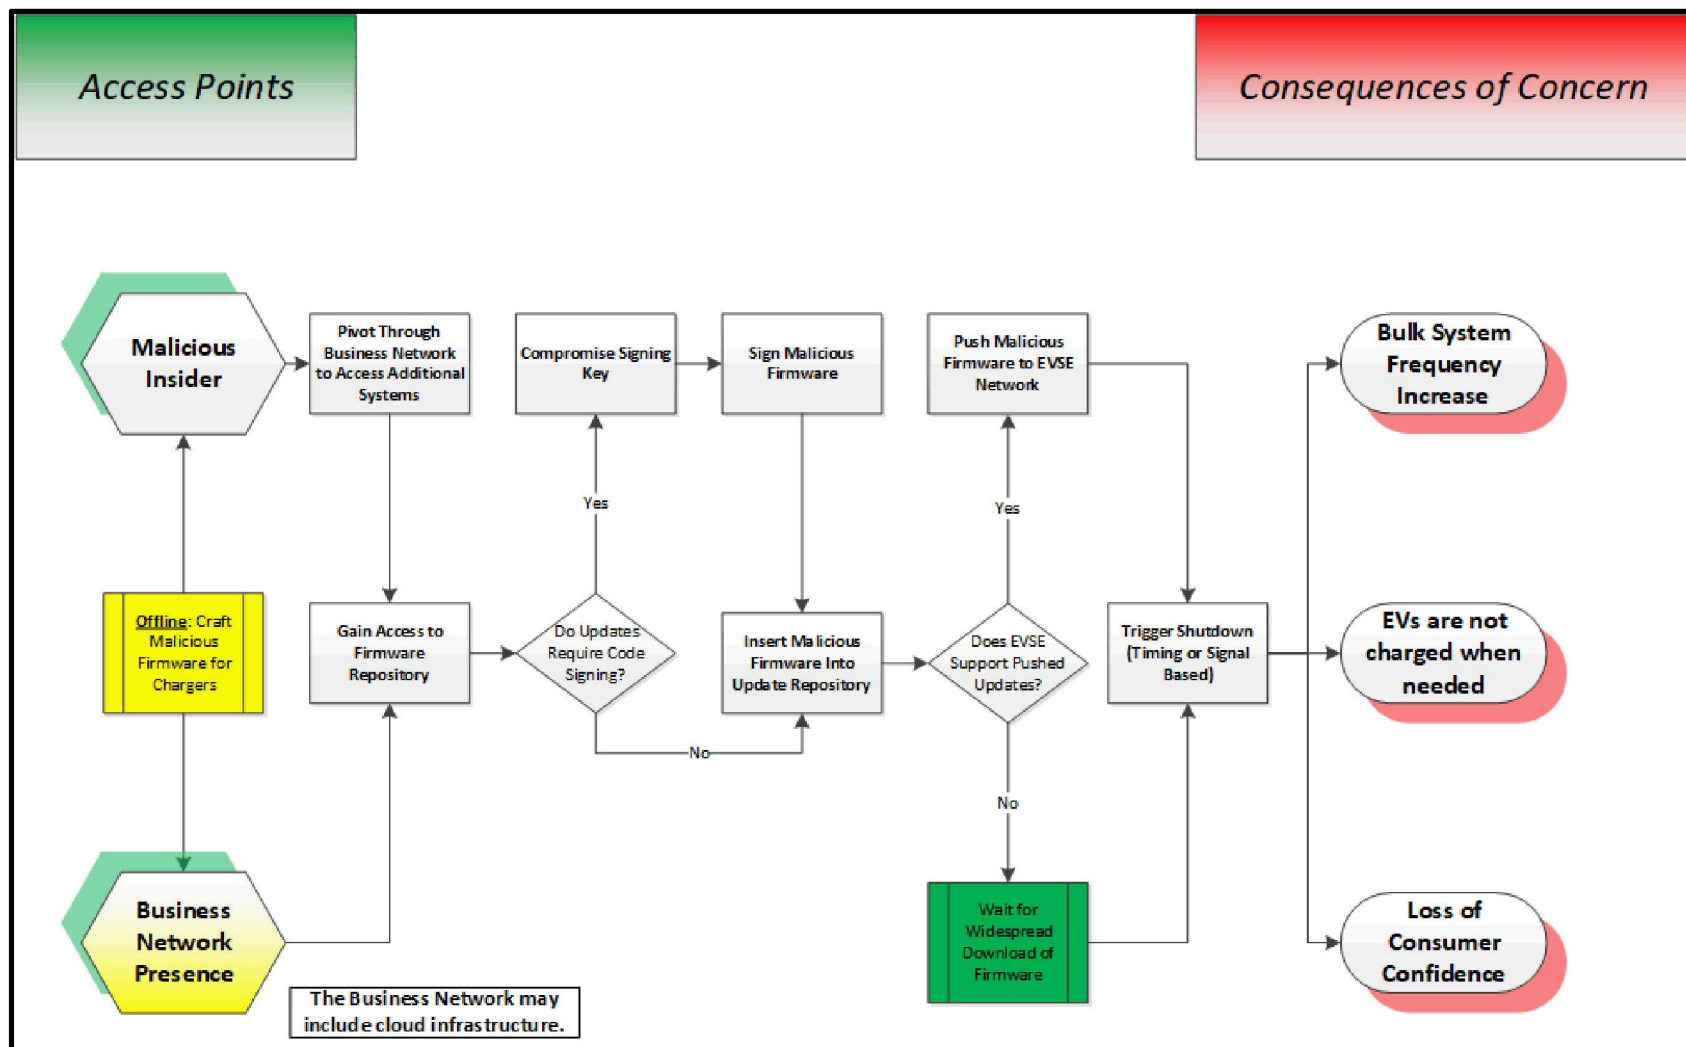 Access Points
Consequences of Concern
Malicious
Insider
Pivot Through
Business Network
to Access Additional
Systems
Compromise Signing
Key
Sign Malicious
Firmware
Push Malicious
Firmware to EVSE
Network
Bulk System
Frequency
Increase
Yes
Yes
Offline: Craft
Malicious
Firmware for
Chargers
Gain Access to
Firmware
Repository
Do Updates
Require Code
Signing?
Insert Malicious
Firmware Into
Update Repository
Does EVSE
Support Pushed
Updates?
Trigger Shutdown
(Timing or Signal
Based)
EVs are not
charged when
needed
No
No
Business
Network
Presence
Wait for
Widespread
Download of
Firmware
Loss of
Consumer
Confidence
The Business Network may
include cloud infrastructure.